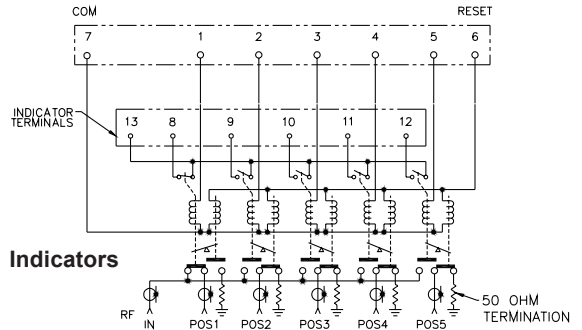 COM RESET
7 1 2 3 4 5 6
INDICATOR
TERMINALS
13 8 9 10 11 12
Indicators
50 OHM
TERMINATION
RF
IN POS1 POS2 POS3 POS4 POS5